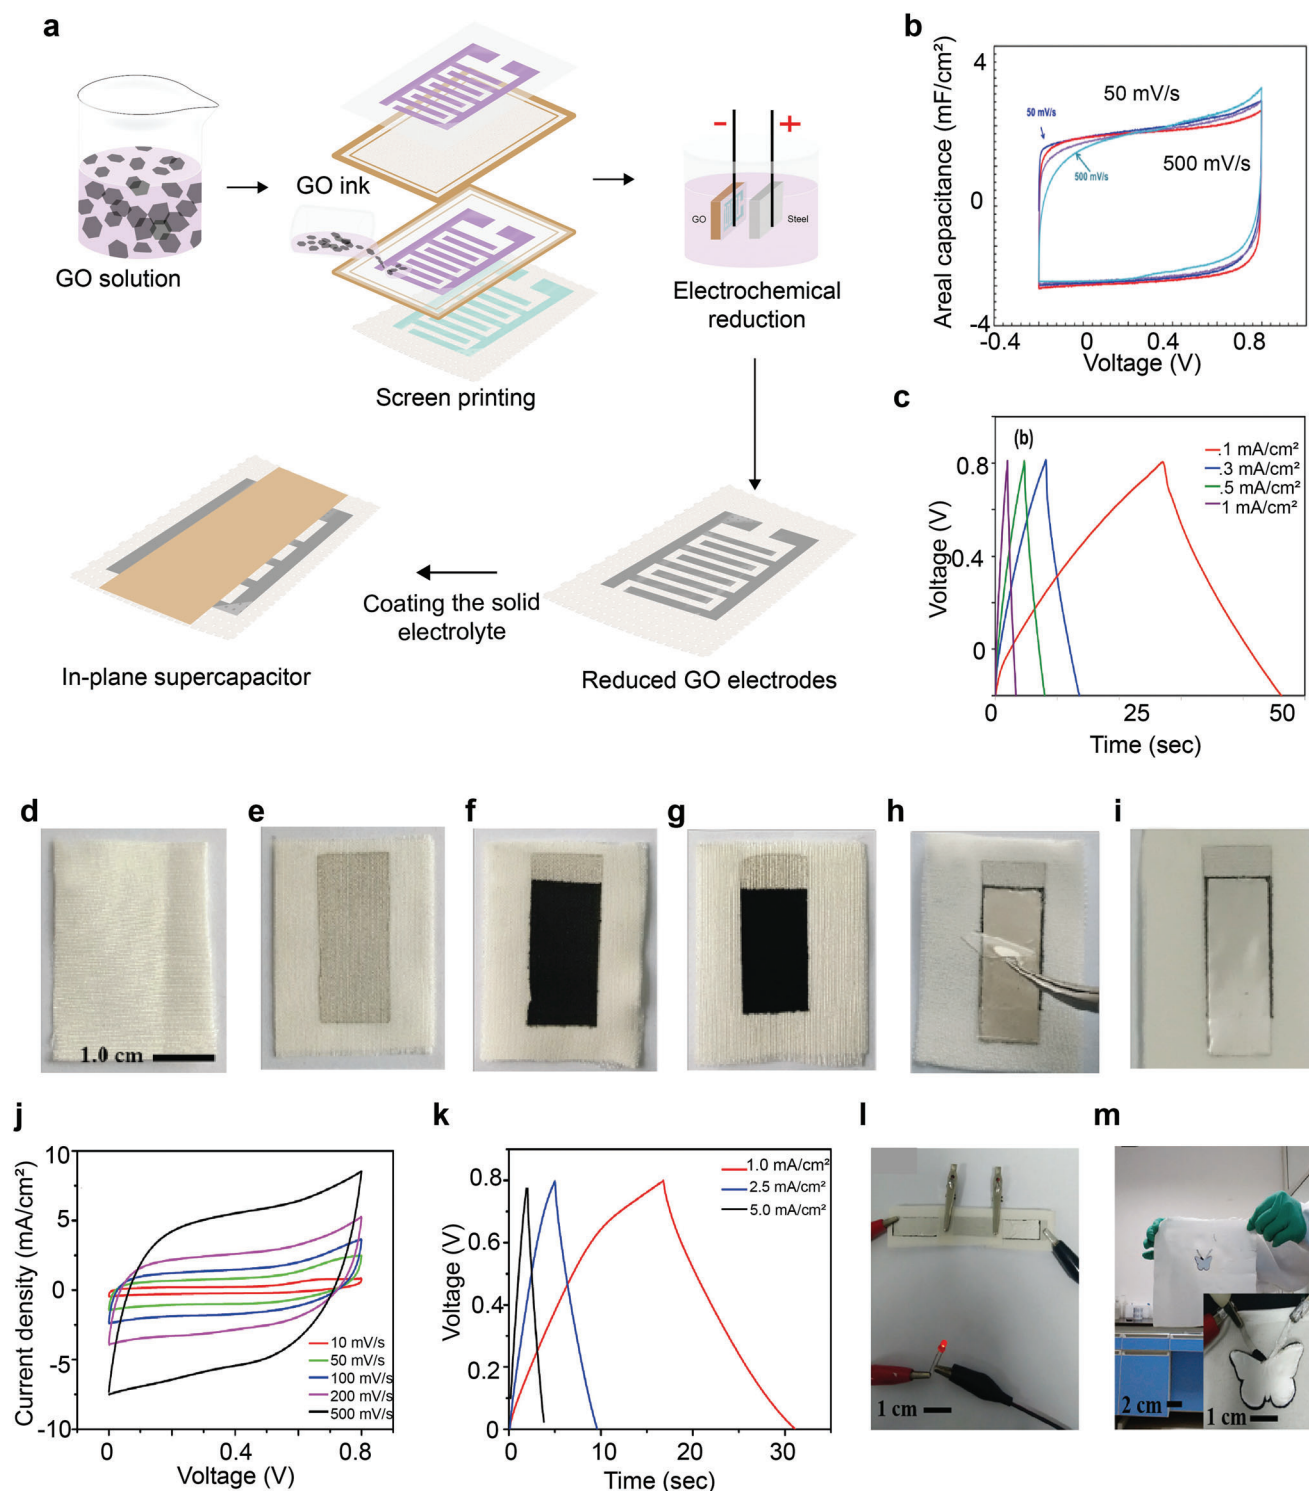 a
GO solution
GO ink
Screen printing
-
+
GO
Steel
Electrochemical
reduction
Reduced GO electrodes
Coating the solid
electrolyte
In-plane supercapacitor
b
Areal capacitance (mF/cm²)
4
0
-4
50 mV/s
50 mV/s
500 mV/s
500 mV/s
-0.4
0
0.4
0.8
Voltage (V)
c
(b)
.1 mA/cm²
.3 mA/cm²
.5 mA/cm²
1 mA/cm²
Voltage (V)
0.8
0.4
0
0
25
50
Time (sec)
d
1.0 cm
e
f
g
h
i
j
Current density (mA/cm²)
10
5
0
-5
-10
10 mV/s
50 mV/s
100 mV/s
200 mV/s
500 mV/s
0
0.4
0.8
Voltage (V)
k
Voltage (V)
0.8
0.6
0.4
0.2
0
1.0 mA/cm²
2.5 mA/cm²
5.0 mA/cm²
0
10
20
30
Time (sec)
l
1 cm
m
2 cm
1 cm